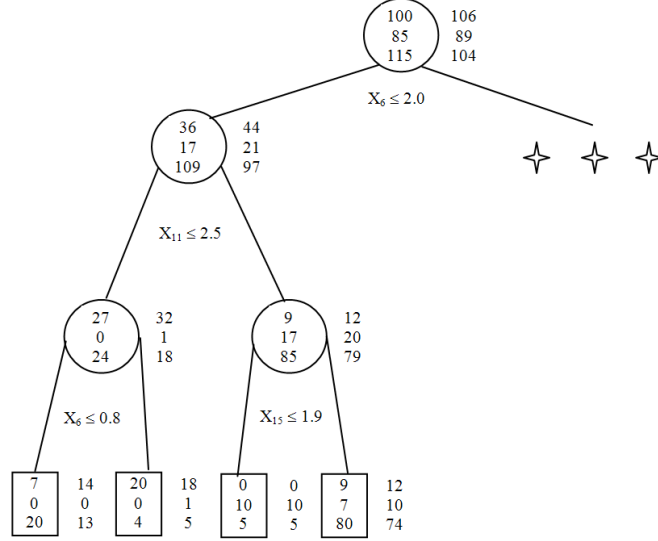 100 106
85 89
115 104
X₆ ≤ 2.0
36 44
17 21
109 97
X₁₁ ≤ 2.5
27 32 9 12
0 1 17 20
24 18 85 79
X₆ ≤ 0.8 X₁₅ ≤ 1.9
7 14 20 18 0 0 9 12
0 0 0 1 10 10 7 10
20 13 4 5 5 5 80 74